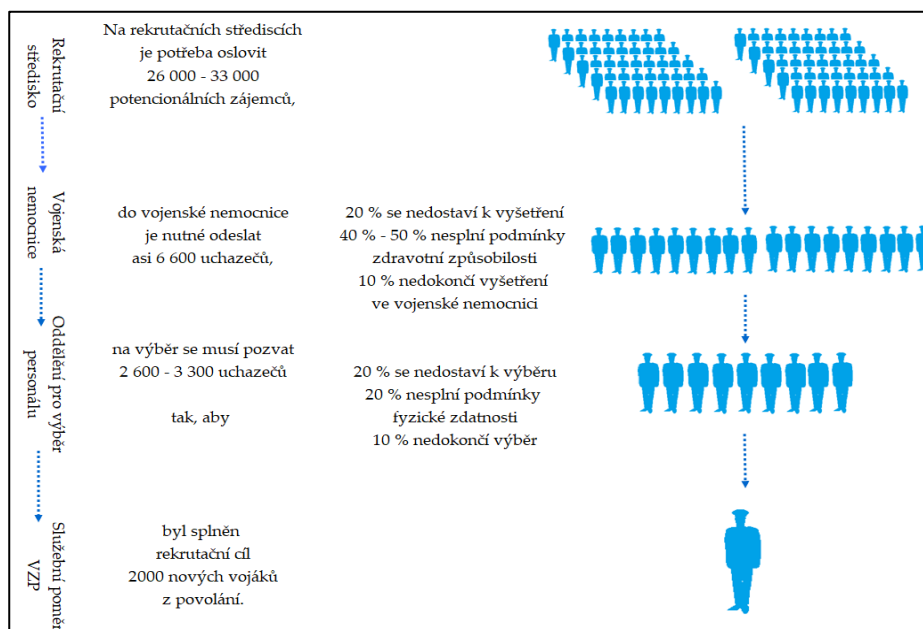 Rekrutační
středisko
Na rekrutačních střediscích
je potřeba oslovit
26 000 - 33 000
potencionálních zájemců,
Vojenská
nemocnice
do vojenské nemocnice
je nutné odeslat
asi 6 600 uchazečů,
20 % se nedostaví k vyšetření
40 % - 50 % nesplní podmínky
zdravotní způsobilosti
10 % nedokončí vyšetření
ve vojenské nemocnici
Oddělění pro výběr
personálu
na výběr se musí pozvat
2 600 - 3 300 uchazečů
tak, aby
20 % se nedostaví k výběru
20 % nesplní podmínky
fyzické zdatnosti
10 % nedokončí výběr
Služební poměr
VZP
byl splněn
rekrutační cíl
2000 nových vojáků
z povolání.